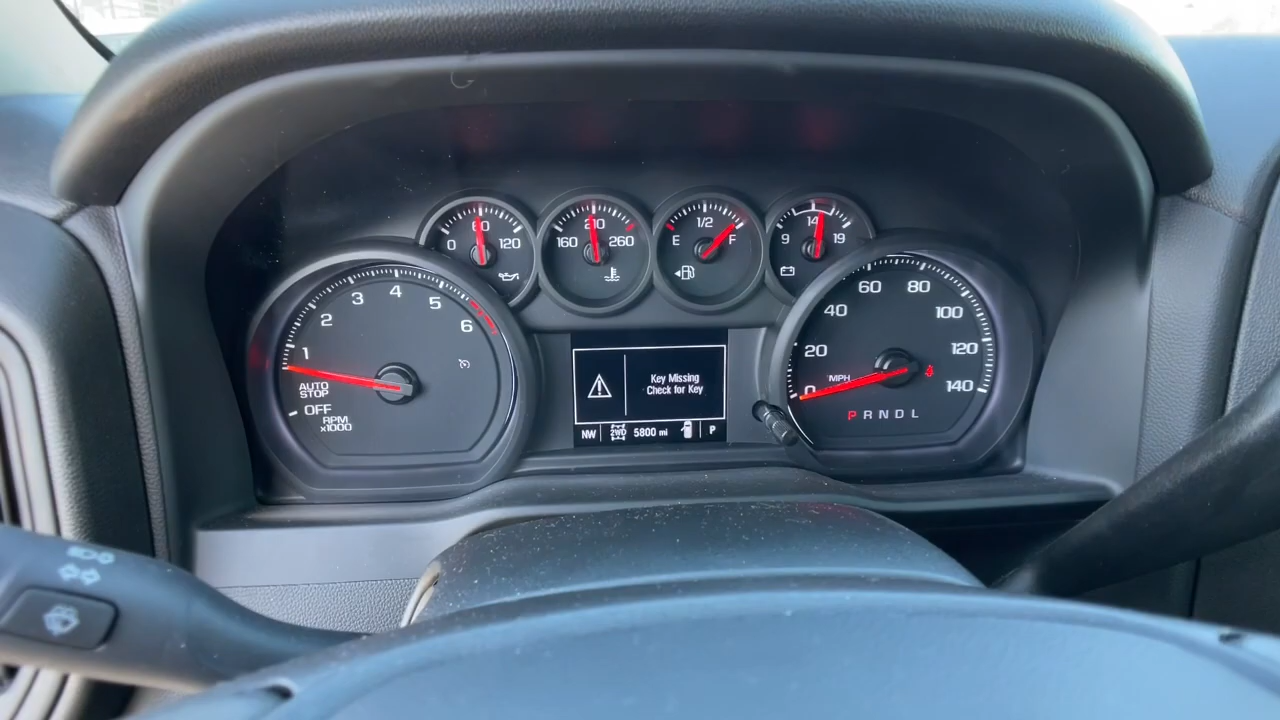 60
0 120
210
160 260
1/2
E F
14
9 19
1 2 3 4 5 6
AUTO
STOP
OFF
RPM
x1000
Key Missing
Check for Key
NW 2WD 5800 mi P
0 20 40 60 80 100 120 140
MPH
P R N D L